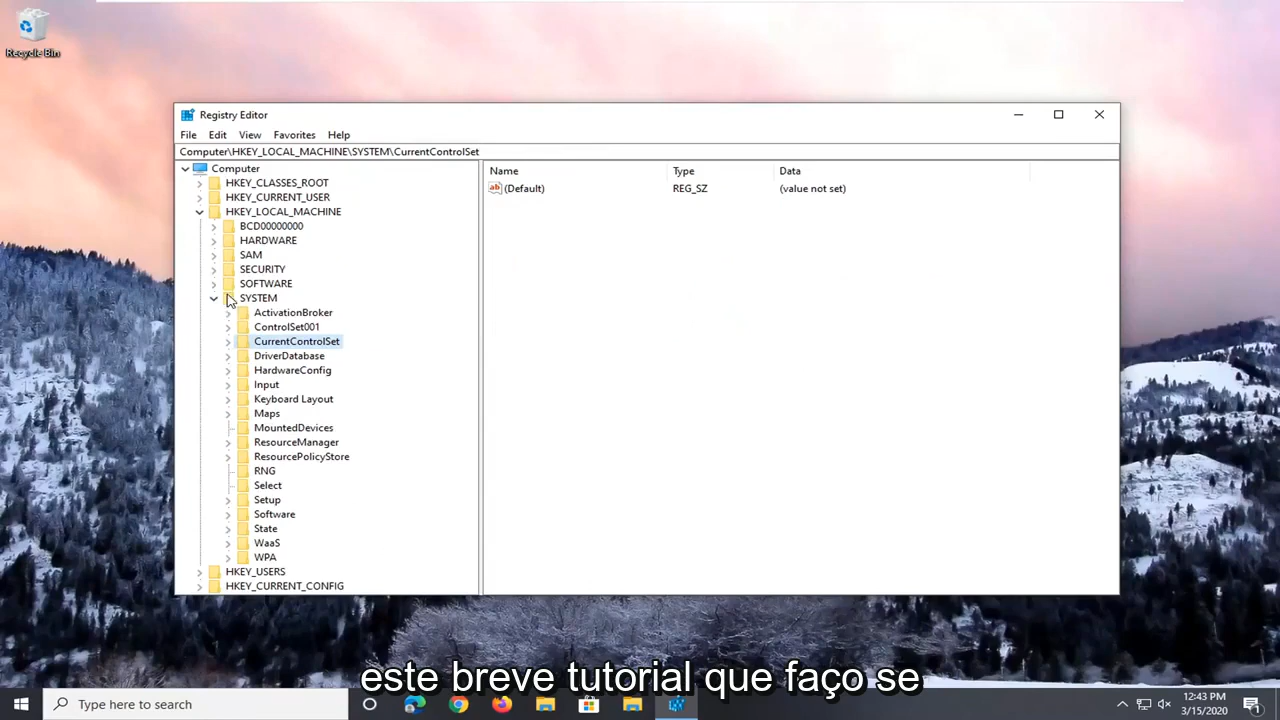 Recycle Bin
Registry Editor
File Edit View Favorites Help
Computer\HKEY_LOCAL_MACHINE\SYSTEM\CurrentControlSet
Computer
HKEY_CLASSES_ROOT
HKEY_CURRENT_USER
HKEY_LOCAL_MACHINE
BCD00000000
HARDWARE
SAM
SECURITY
SOFTWARE
SYSTEM
ActivationBroker
ControlSet001
CurrentControlSet
DriverDatabase
HardwareConfig
Input
Keyboard Layout
Maps
MountedDevices
ResourceManager
ResourcePolicyStore
RNG
Select
Setup
Software
State
WaaS
WPA
HKEY_USERS
HKEY_CURRENT_CONFIG
Name Type Data
ab (Default) REG_SZ (value not set)
este breve tutorial que faço se
Type here to search
12:43 PM
3/15/2020
1